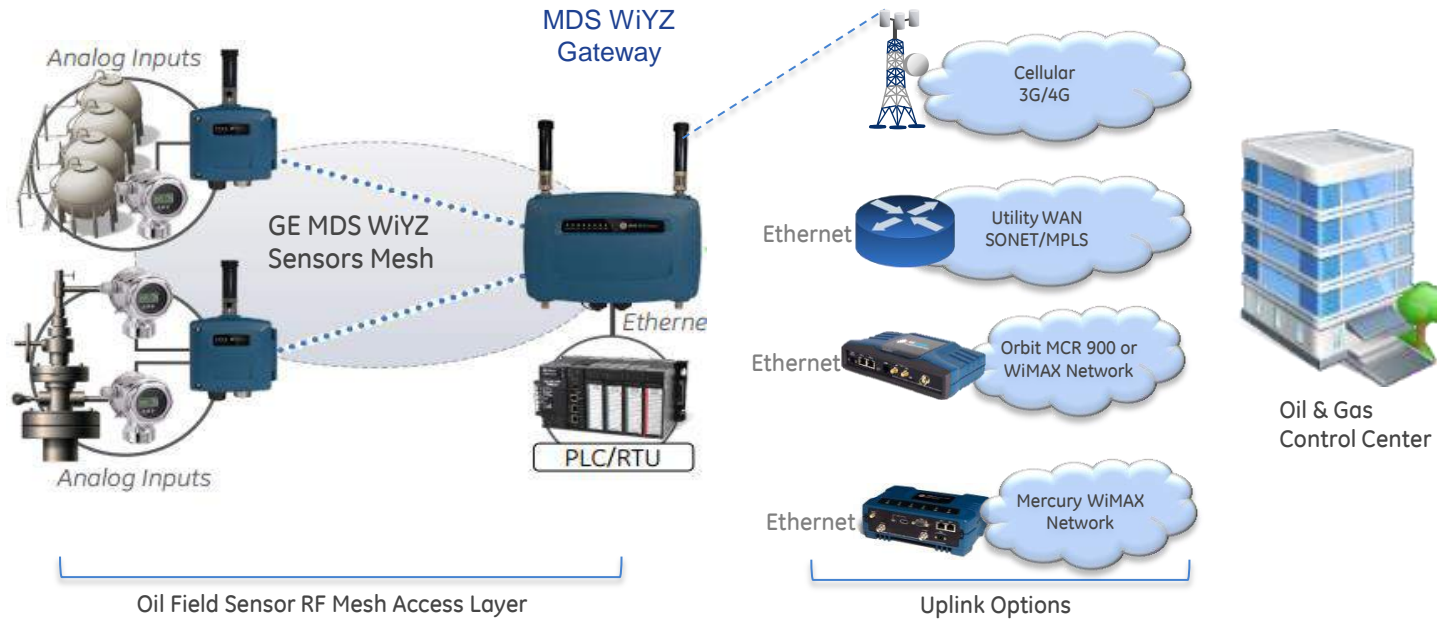 MDS WiYZ
Gateway
Analog Inputs
GE MDS WiYZ
Sensors Mesh
Analog Inputs
Etherne
PLC/RTU
Oil Field Sensor RF Mesh Access Layer
Cellular
3G/4G
Ethernet
Utility WAN
SONET/MPLS
Ethernet
Orbit MCR 900 or
WiMAX Network
Ethernet
Mercury WiMAX
Network
Uplink Options
Oil & Gas
Control Center